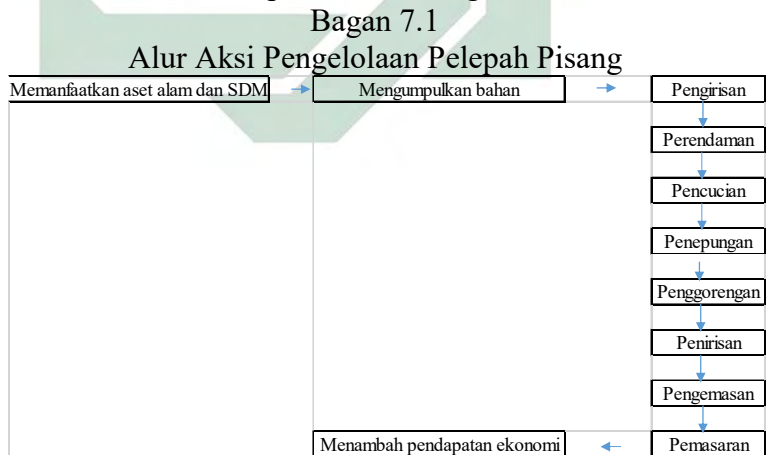 Bagan 7.1
Alur Aksi Pengelolaan Pelepah Pisang
Memanfaatkan aset alam dan SDM
Mengumpulkan bahan
Pengirisan
Perendaman
Pencucian
Penepungan
Penggorengan
Penirisan
Pengemasan
Pemasaran
Menambah pendapatan ekonomi